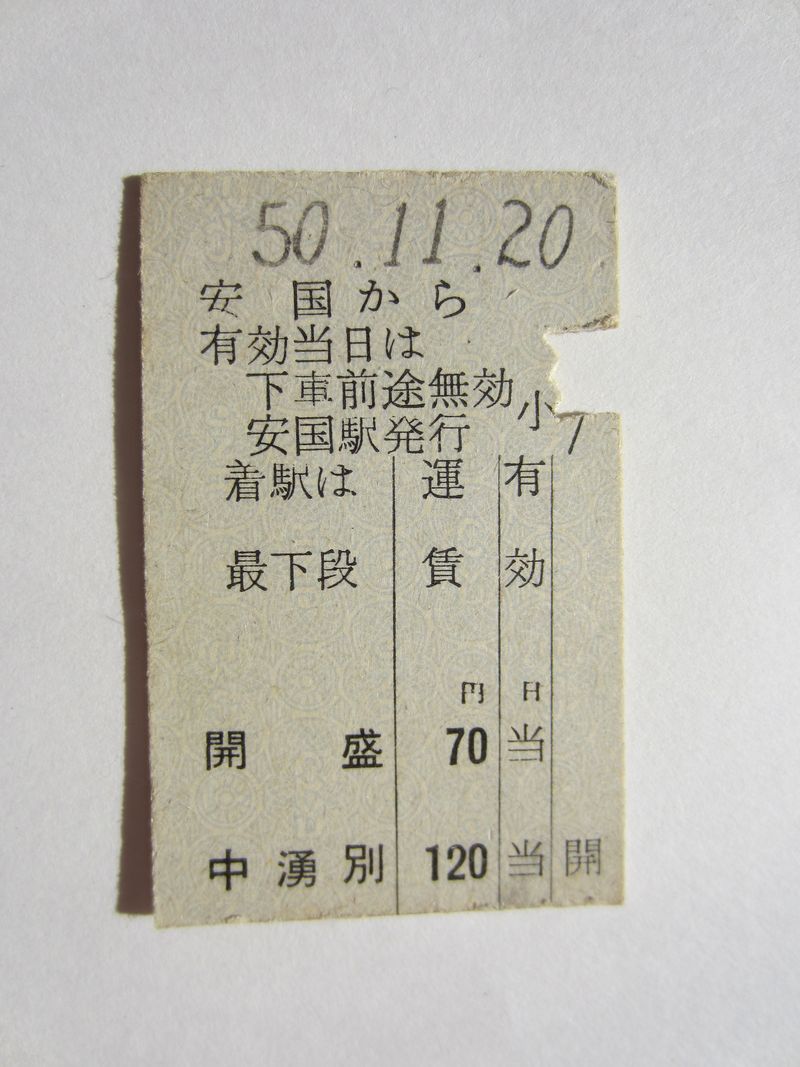 50.11.20
安国から
有効当日は
下車前途無効
安国駅発行 小
着駅は 運 有
最下段 賃 効
円 日
開盛 70 当
中湧別 120 当 開